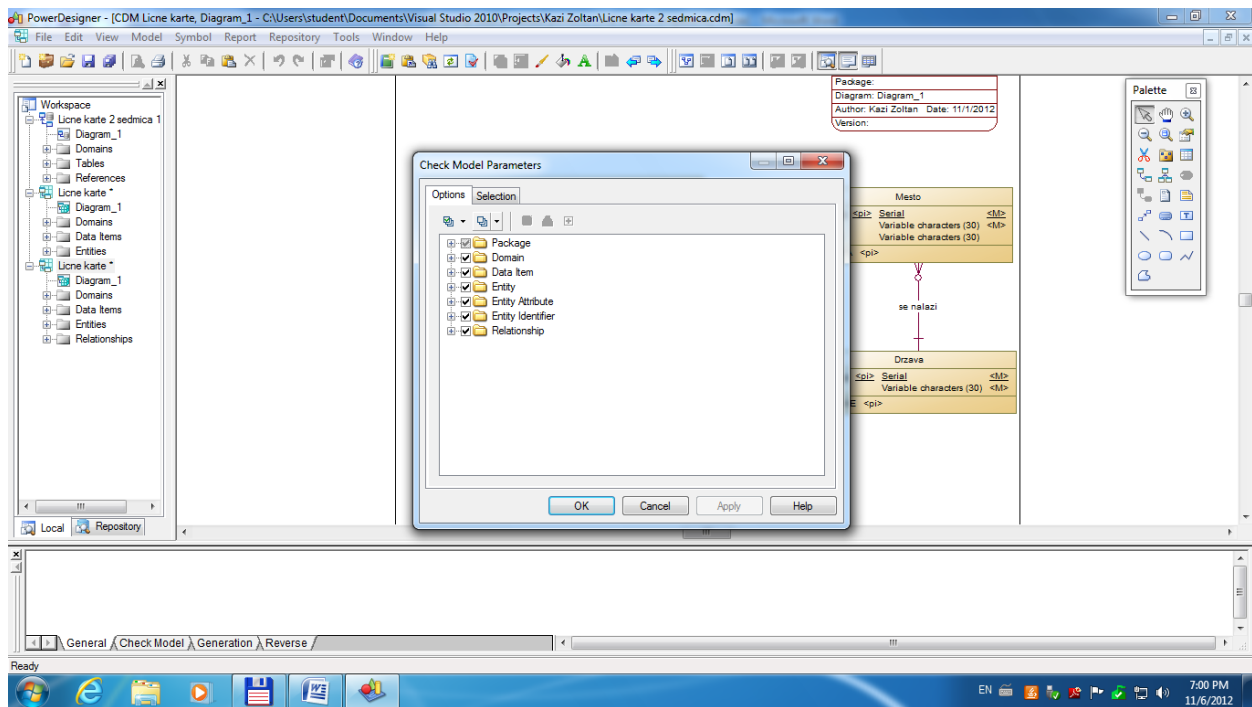 PowerDesigner - [CDM Licne karte, Diagram_1 - C:\Users\student\Documents\Visual Studio 2010\Projects\Kazi Zoltan\Licne karte 2 sedmica.cdm]
File Edit View Model Symbol Report Repository Tools Window Help
Workspace
Licne karte 2 sedmica 1
Diagram_1
Domains
Tables
References
Licne karte *
Diagram_1
Domains
Data Items
Entities
Licne karte *
Diagram_1
Domains
Data Items
Entities
Relationships
Local Repository
Package:
Diagram: Diagram_1
Author: Kazi Zoltan Date: 11/1/2012
Version:
Palette
Check Model Parameters
Options Selection
Package
Domain
Data Item
Entity
Entity Attribute
Entity Identifier
Relationship
OK Cancel Apply Help
Mesto
<pi> Serial <M>
Variable characters (30) <M>
Variable characters (30)
<pi>
se nalazi
Drzava
<pi> Serial <M>
Variable characters (30) <M>
E <pi>
General Check Model Generation Reverse
Ready
EN 7:00 PM
11/6/2012